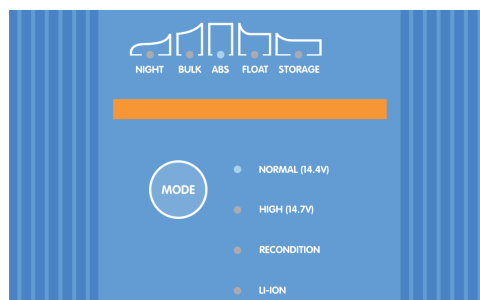 NIGHT BULK ABS FLOAT STORAGE
NORMAL (14.4V)
MODE
HIGH (14.7V)
RECONDITION
LI-ION